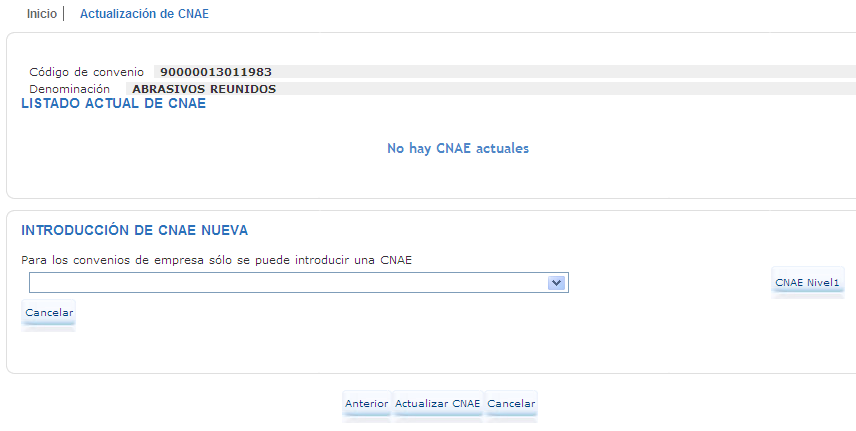 Inicio Actualización de CNAE
Código de convenio 90000013011983
Denominación ABRASIVOS REUNIDOS
LISTADO ACTUAL DE CNAE
No hay CNAE actuales
INTRODUCCIÓN DE CNAE NUEVA
Para los convenios de empresa sólo se puede introducir una CNAE
CNAE Nivel1
Cancelar
Anterior Actualizar CNAE Cancelar